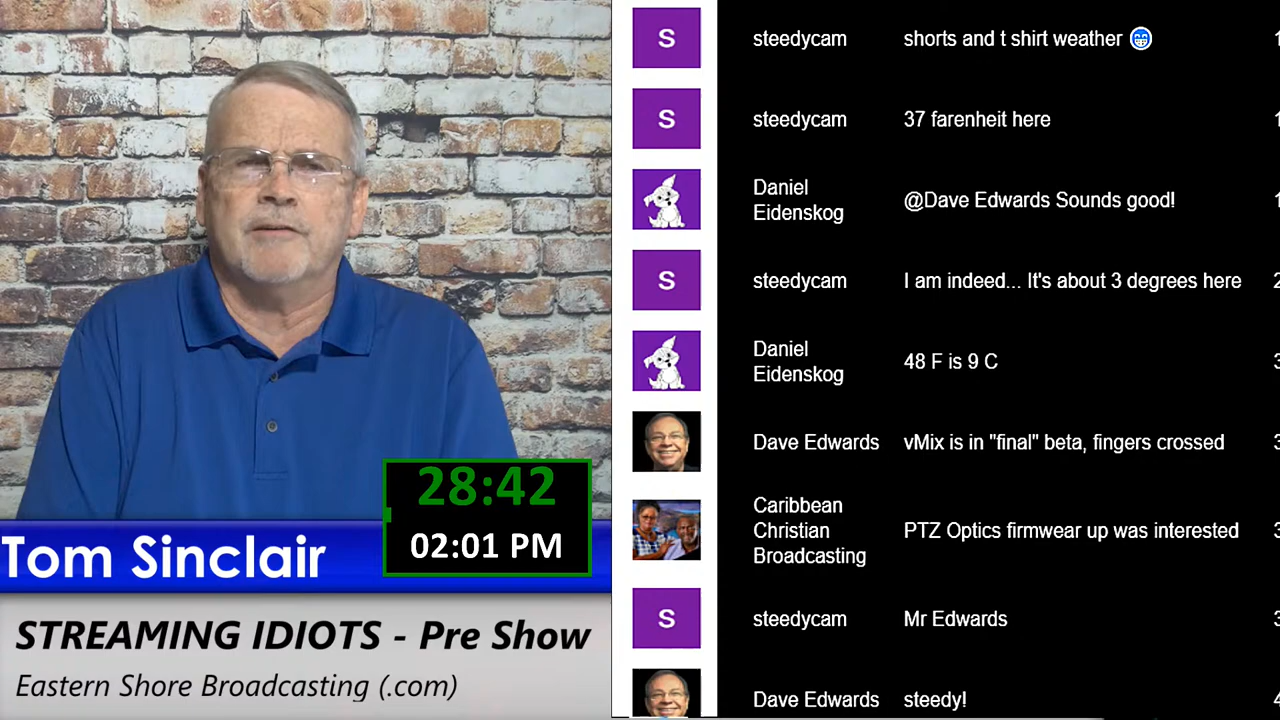 28:42
02:01 PM
Tom Sinclair
STREAMING IDIOTS - Pre Show
Eastern Shore Broadcasting (.com)
S
steedycam
shorts and t shirt weather 😁
S
steedycam
37 farenheit here
Daniel
Eidenskog
@Dave Edwards Sounds good!
S
steedycam
I am indeed... It's about 3 degrees here
Daniel
Eidenskog
48 F is 9 C
Dave Edwards
vMix is in "final" beta, fingers crossed
Caribbean
Christian
Broadcasting
PTZ Optics firmwear up was interested
S
steedycam
Mr Edwards
Dave Edwards
steedy!